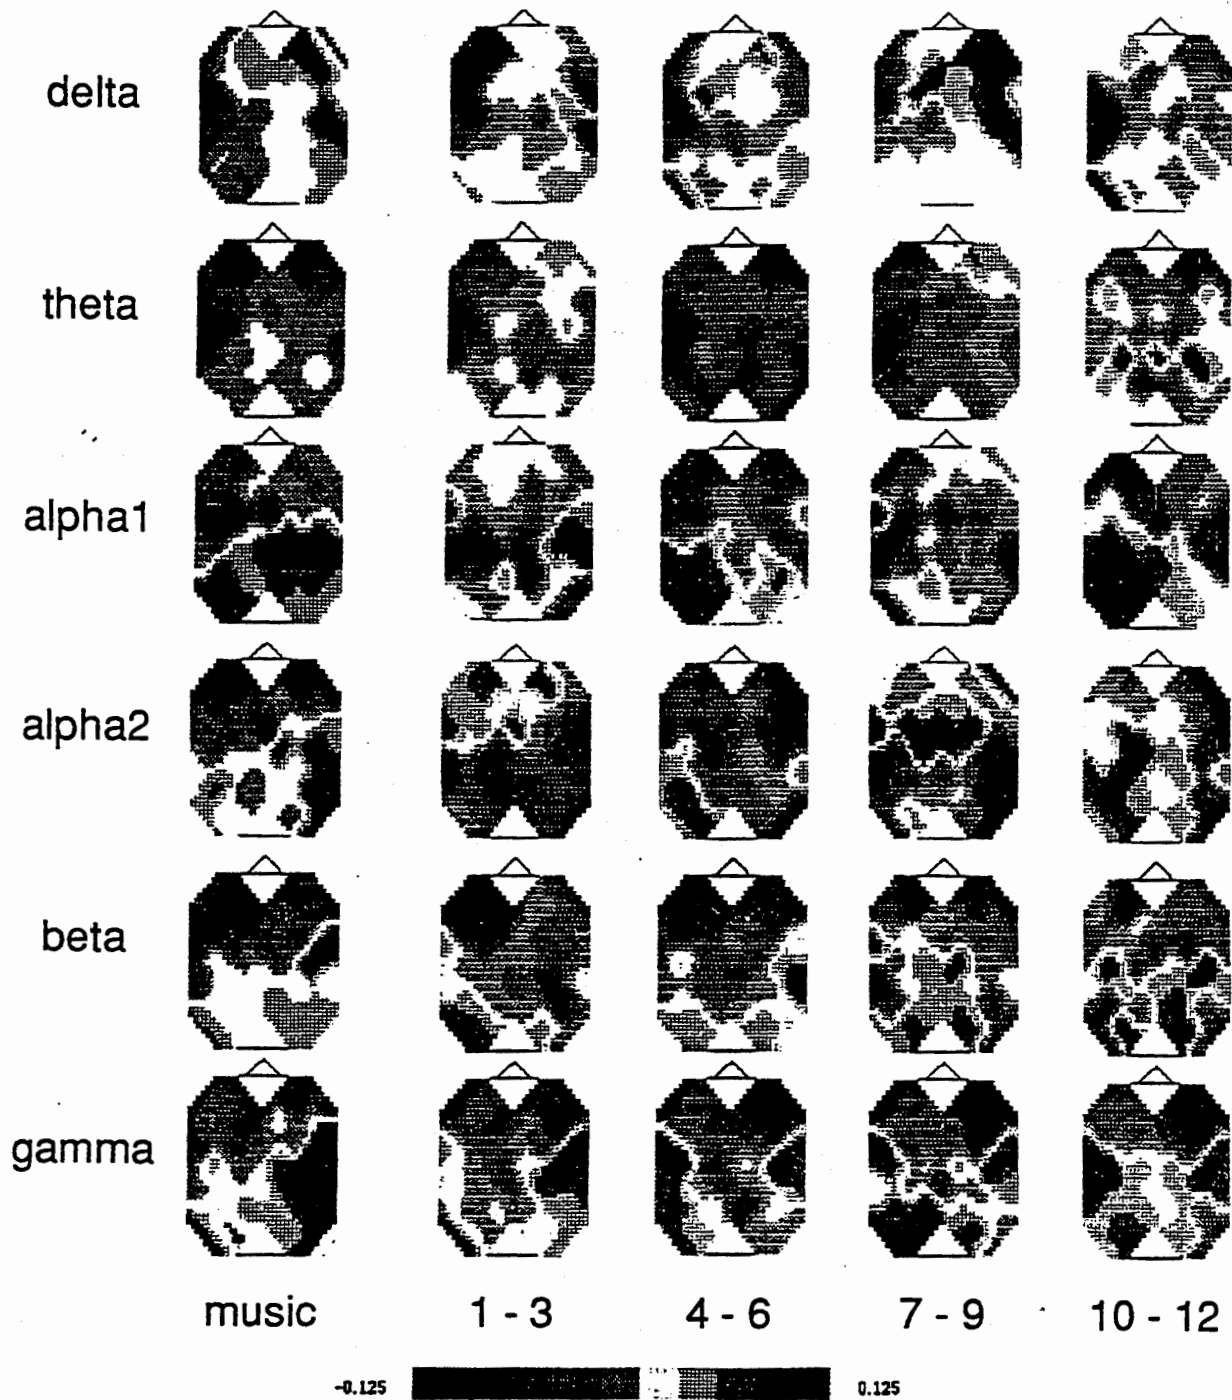 delta
theta
alpha1
alpha2
beta
gamma
music 1 - 3 4 - 6 7 - 9 10 - 12
-0.125 0.125